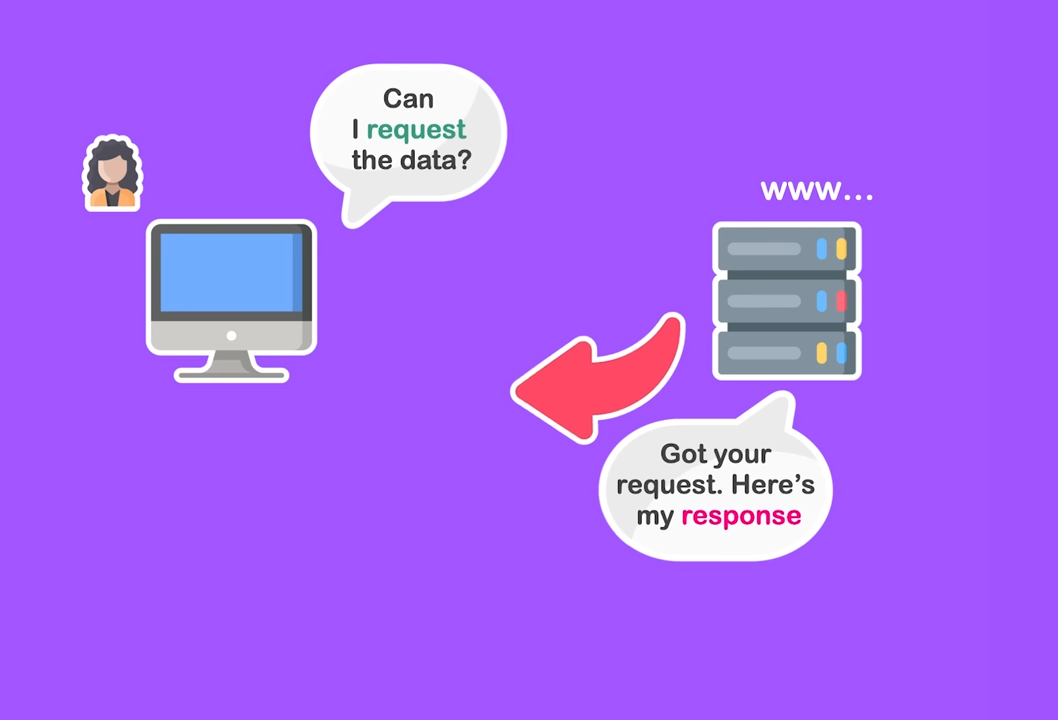 Can
I request
the data?
www...
Got your
request. Here's
my response